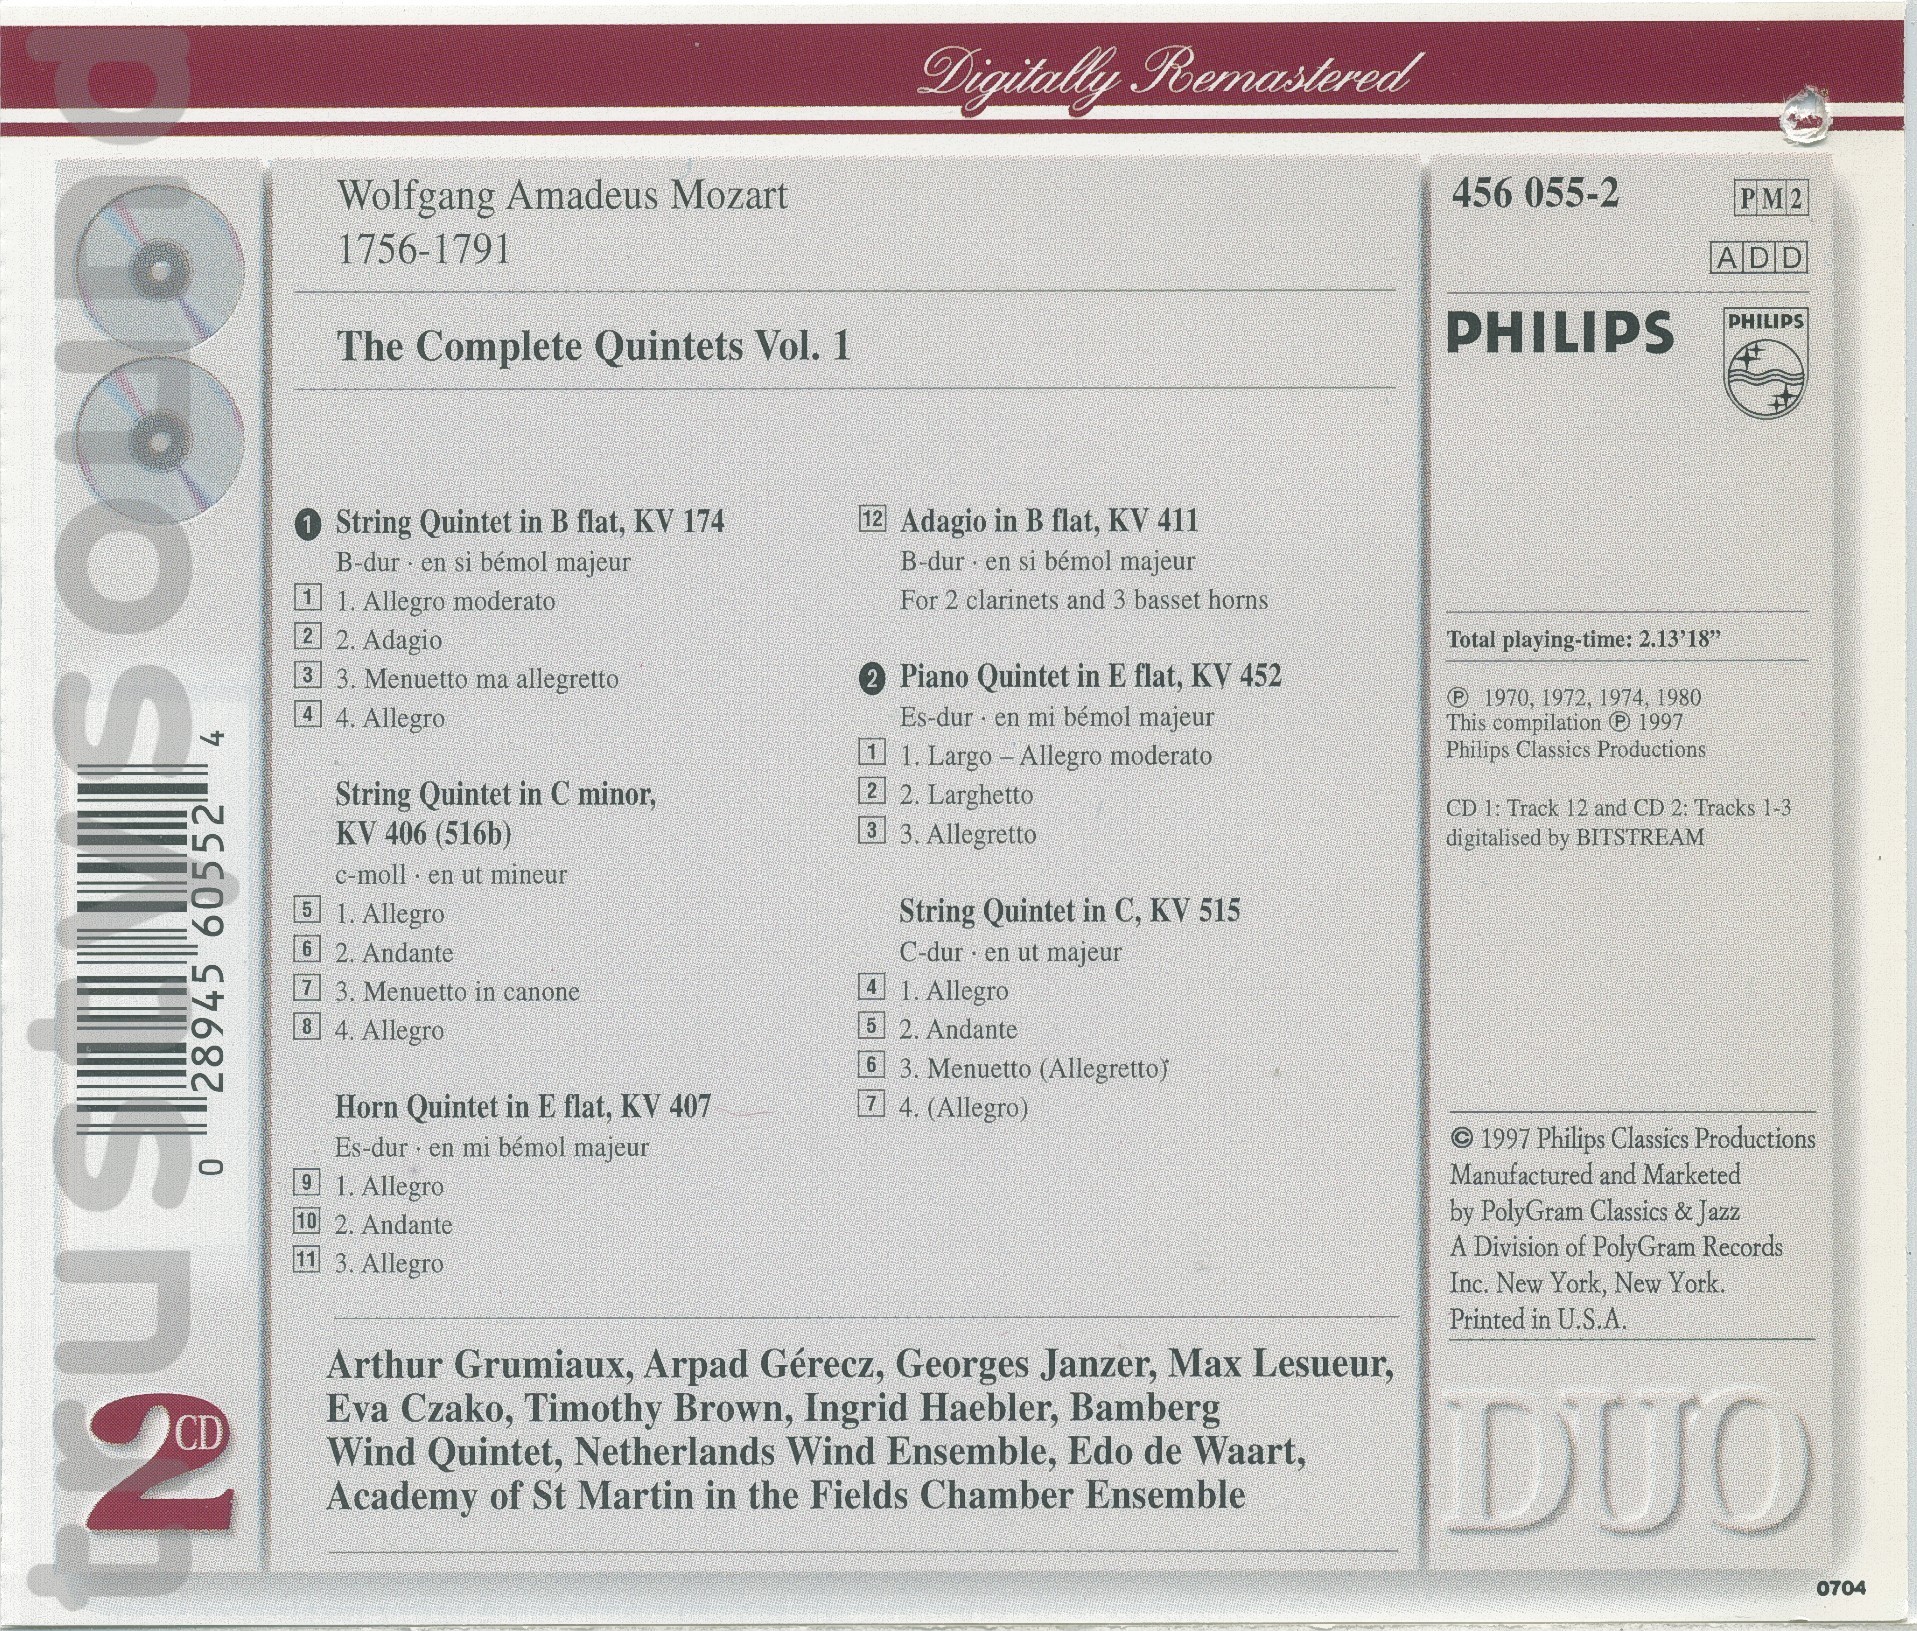 Digitally Remastered
Wolfgang Amadeus Mozart
1756-1791
The Complete Quintets Vol. 1
❶ String Quintet in B flat, KV 174
B-dur · en si bémol majeur
1 1. Allegro moderato
2 2. Adagio
3 3. Menuetto ma allegretto
4 4. Allegro
String Quintet in C minor,
KV 406 (516b)
c-moll · en ut mineur
5 1. Allegro
6 2. Andante
7 3. Menuetto in canone
8 4. Allegro
Horn Quintet in E flat, KV 407
Es-dur · en mi bémol majeur
9 1. Allegro
10 2. Andante
11 3. Allegro
12 Adagio in B flat, KV 411
B-dur · en si bémol majeur
For 2 clarinets and 3 basset horns
❷ Piano Quintet in E flat, KV 452
Es-dur · en mi bémol majeur
1 1. Largo – Allegro moderato
2 2. Larghetto
3 3. Allegretto
String Quintet in C, KV 515
C-dur · en ut majeur
4 1. Allegro
5 2. Andante
6 3. Menuetto (Allegretto)
7 4. (Allegro)
Arthur Grumiaux, Arpad Gérecz, Georges Janzer, Max Lesueur,
Eva Czako, Timothy Brown, Ingrid Haebler, Bamberg
Wind Quintet, Netherlands Wind Ensemble, Edo de Waart,
Academy of St Martin in the Fields Chamber Ensemble
456 055-2
PM2
ADD
PHILIPS
PHILIPS
Total playing-time: 2.13’18”
℗ 1970, 1972, 1974, 1980
This compilation ℗ 1997
Philips Classics Productions
CD 1: Track 12 and CD 2: Tracks 1-3
digitalised by BITSTREAM
© 1997 Philips Classics Productions
Manufactured and Marketed
by PolyGram Classics & Jazz
A Division of PolyGram Records
Inc. New York, New York.
Printed in U.S.A.
DUO
0704
0 28945 60552 4
2 CD
trustwsound